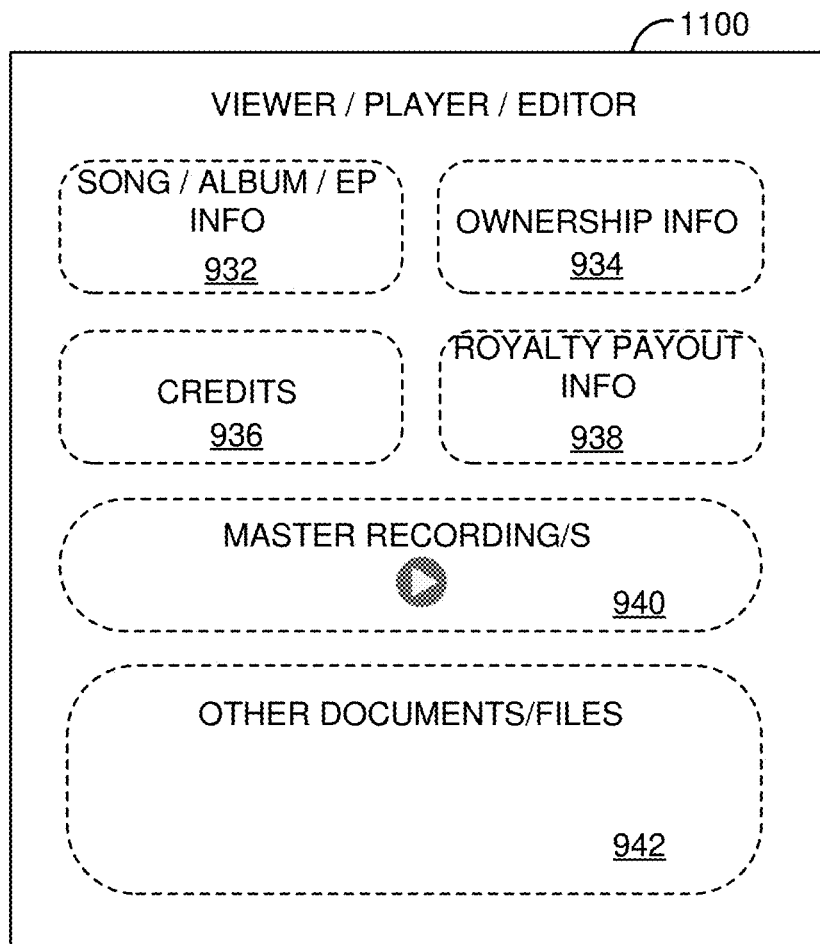 1100
VIEWER / PLAYER / EDITOR
SONG / ALBUM / EP
INFO
932
OWNERSHIP INFO
934
CREDITS
936
ROYALTY PAYOUT
INFO
938
MASTER RECORDING/S
940
OTHER DOCUMENTS/FILES
942